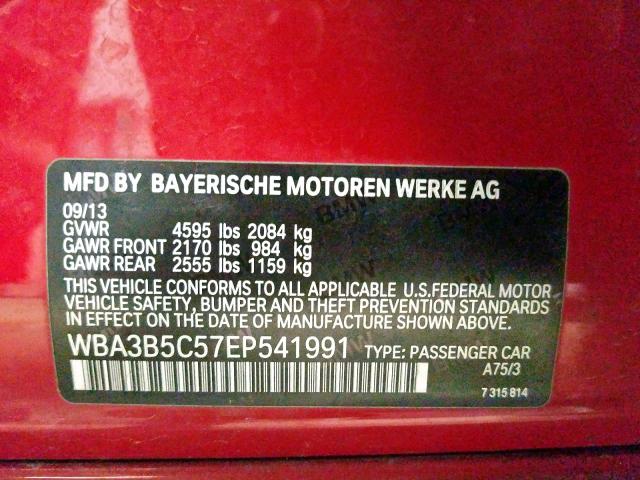 MFD BY BAYERISCHE MOTOREN WERKE AG
09/13
GVWR 4595 lbs 2084 kg
GAWR FRONT 2170 lbs 984 kg
GAWR REAR 2555 lbs 1159 kg
THIS VEHICLE CONFORMS TO ALL APPLICABLE U.S.FEDERAL MOTOR
VEHICLE SAFETY, BUMPER AND THEFT PREVENTION STANDARDS
IN EFFECT ON THE DATE OF MANUFACTURE SHOWN ABOVE.
WBA3B5C57EP541991 TYPE: PASSENGER CAR
A75/3
7 315 814